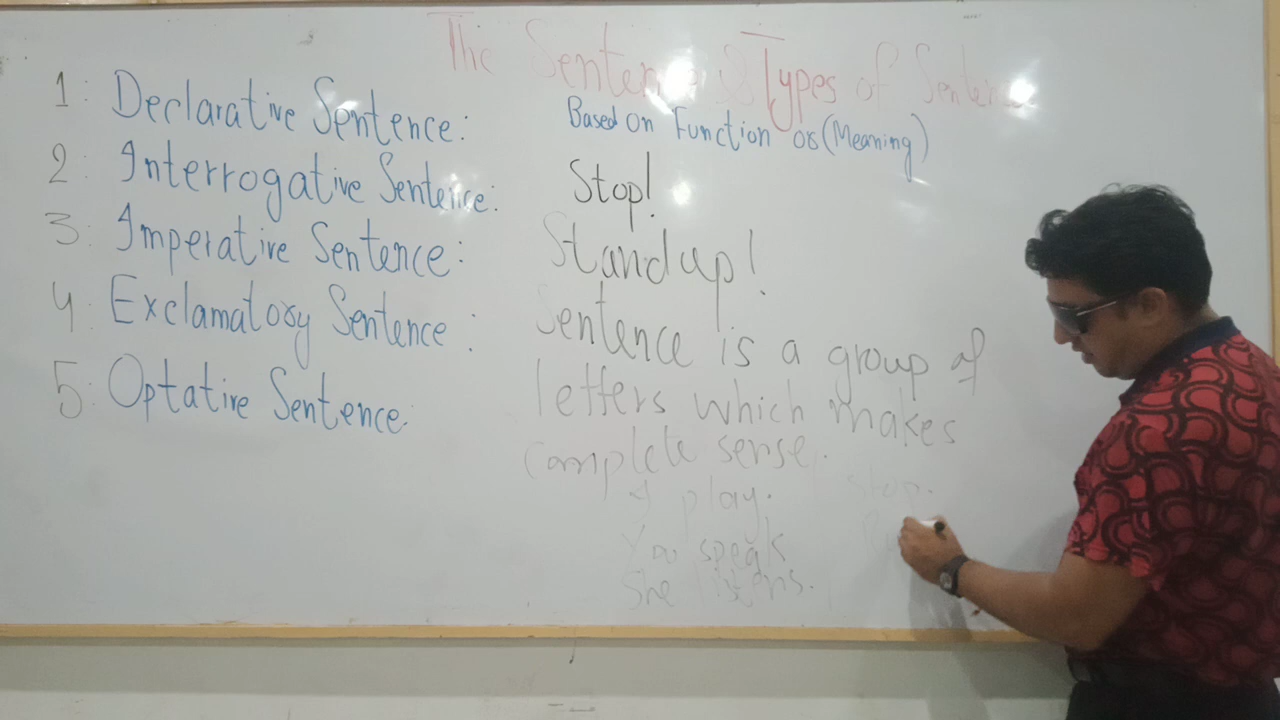 The Sentence & Types of Sentence
1: Declarative Sentence:
2: Interrogative Sentence:
3: Imperative Sentence:
4: Exclamatory Sentence:
5: Optative Sentence:
Based on Function or (Meaning)
Stop!
Stand up!
Sentence is a group of
letters which makes
complete sense.
I play.
You speak
She listens.
Stop.